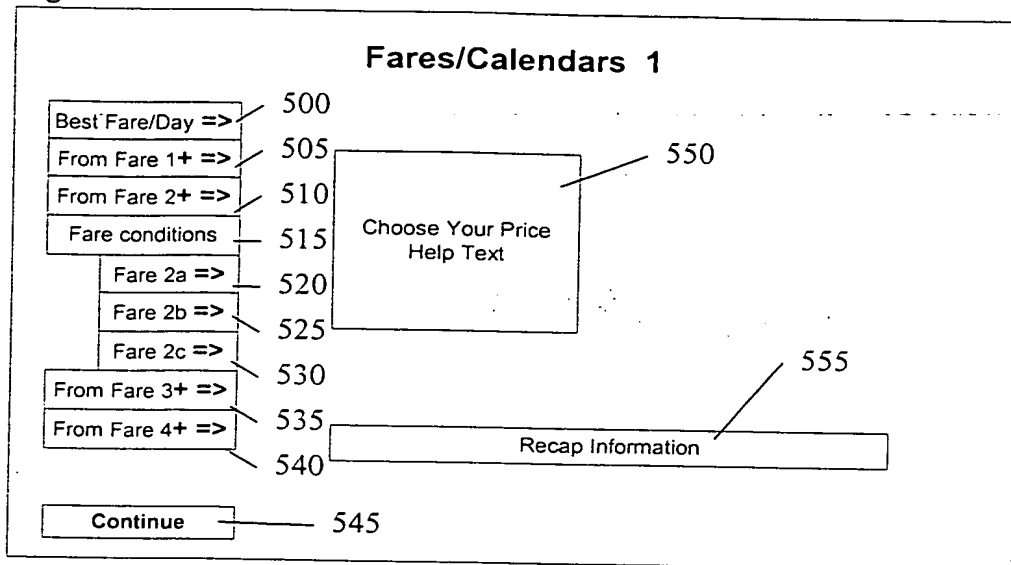 Fares/Calendars 1
Best Fare/Day =>
500
From Fare 1+ =>
505
From Fare 2+ =>
510
Fare conditions
515
Fare 2a =>
520
Fare 2b =>
525
Fare 2c =>
530
From Fare 3+ =>
535
From Fare 4+ =>
540
Continue
545
Choose Your Price
Help Text
550
Recap Information
555